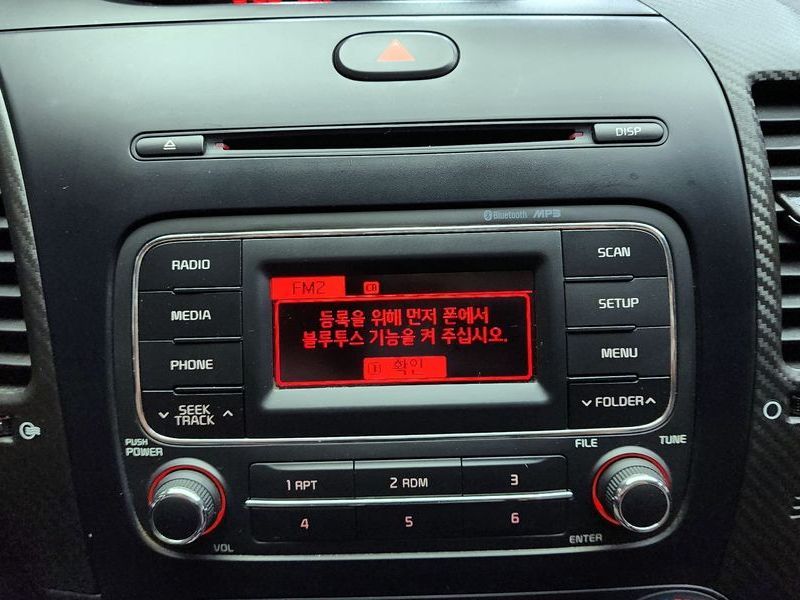 DISP
Bluetooth MP3
RADIO
MEDIA
PHONE
SEEK
TRACK
FM2
CD
등록을 위해 먼저 폰에서
블루투스 기능을 켜 주십시오.
1 확인
SCAN
SETUP
MENU
FOLDER
PUSH
POWER
VOL
1 RPT
2 RDM
3
4
5
6
FILE
TUNE
ENTER